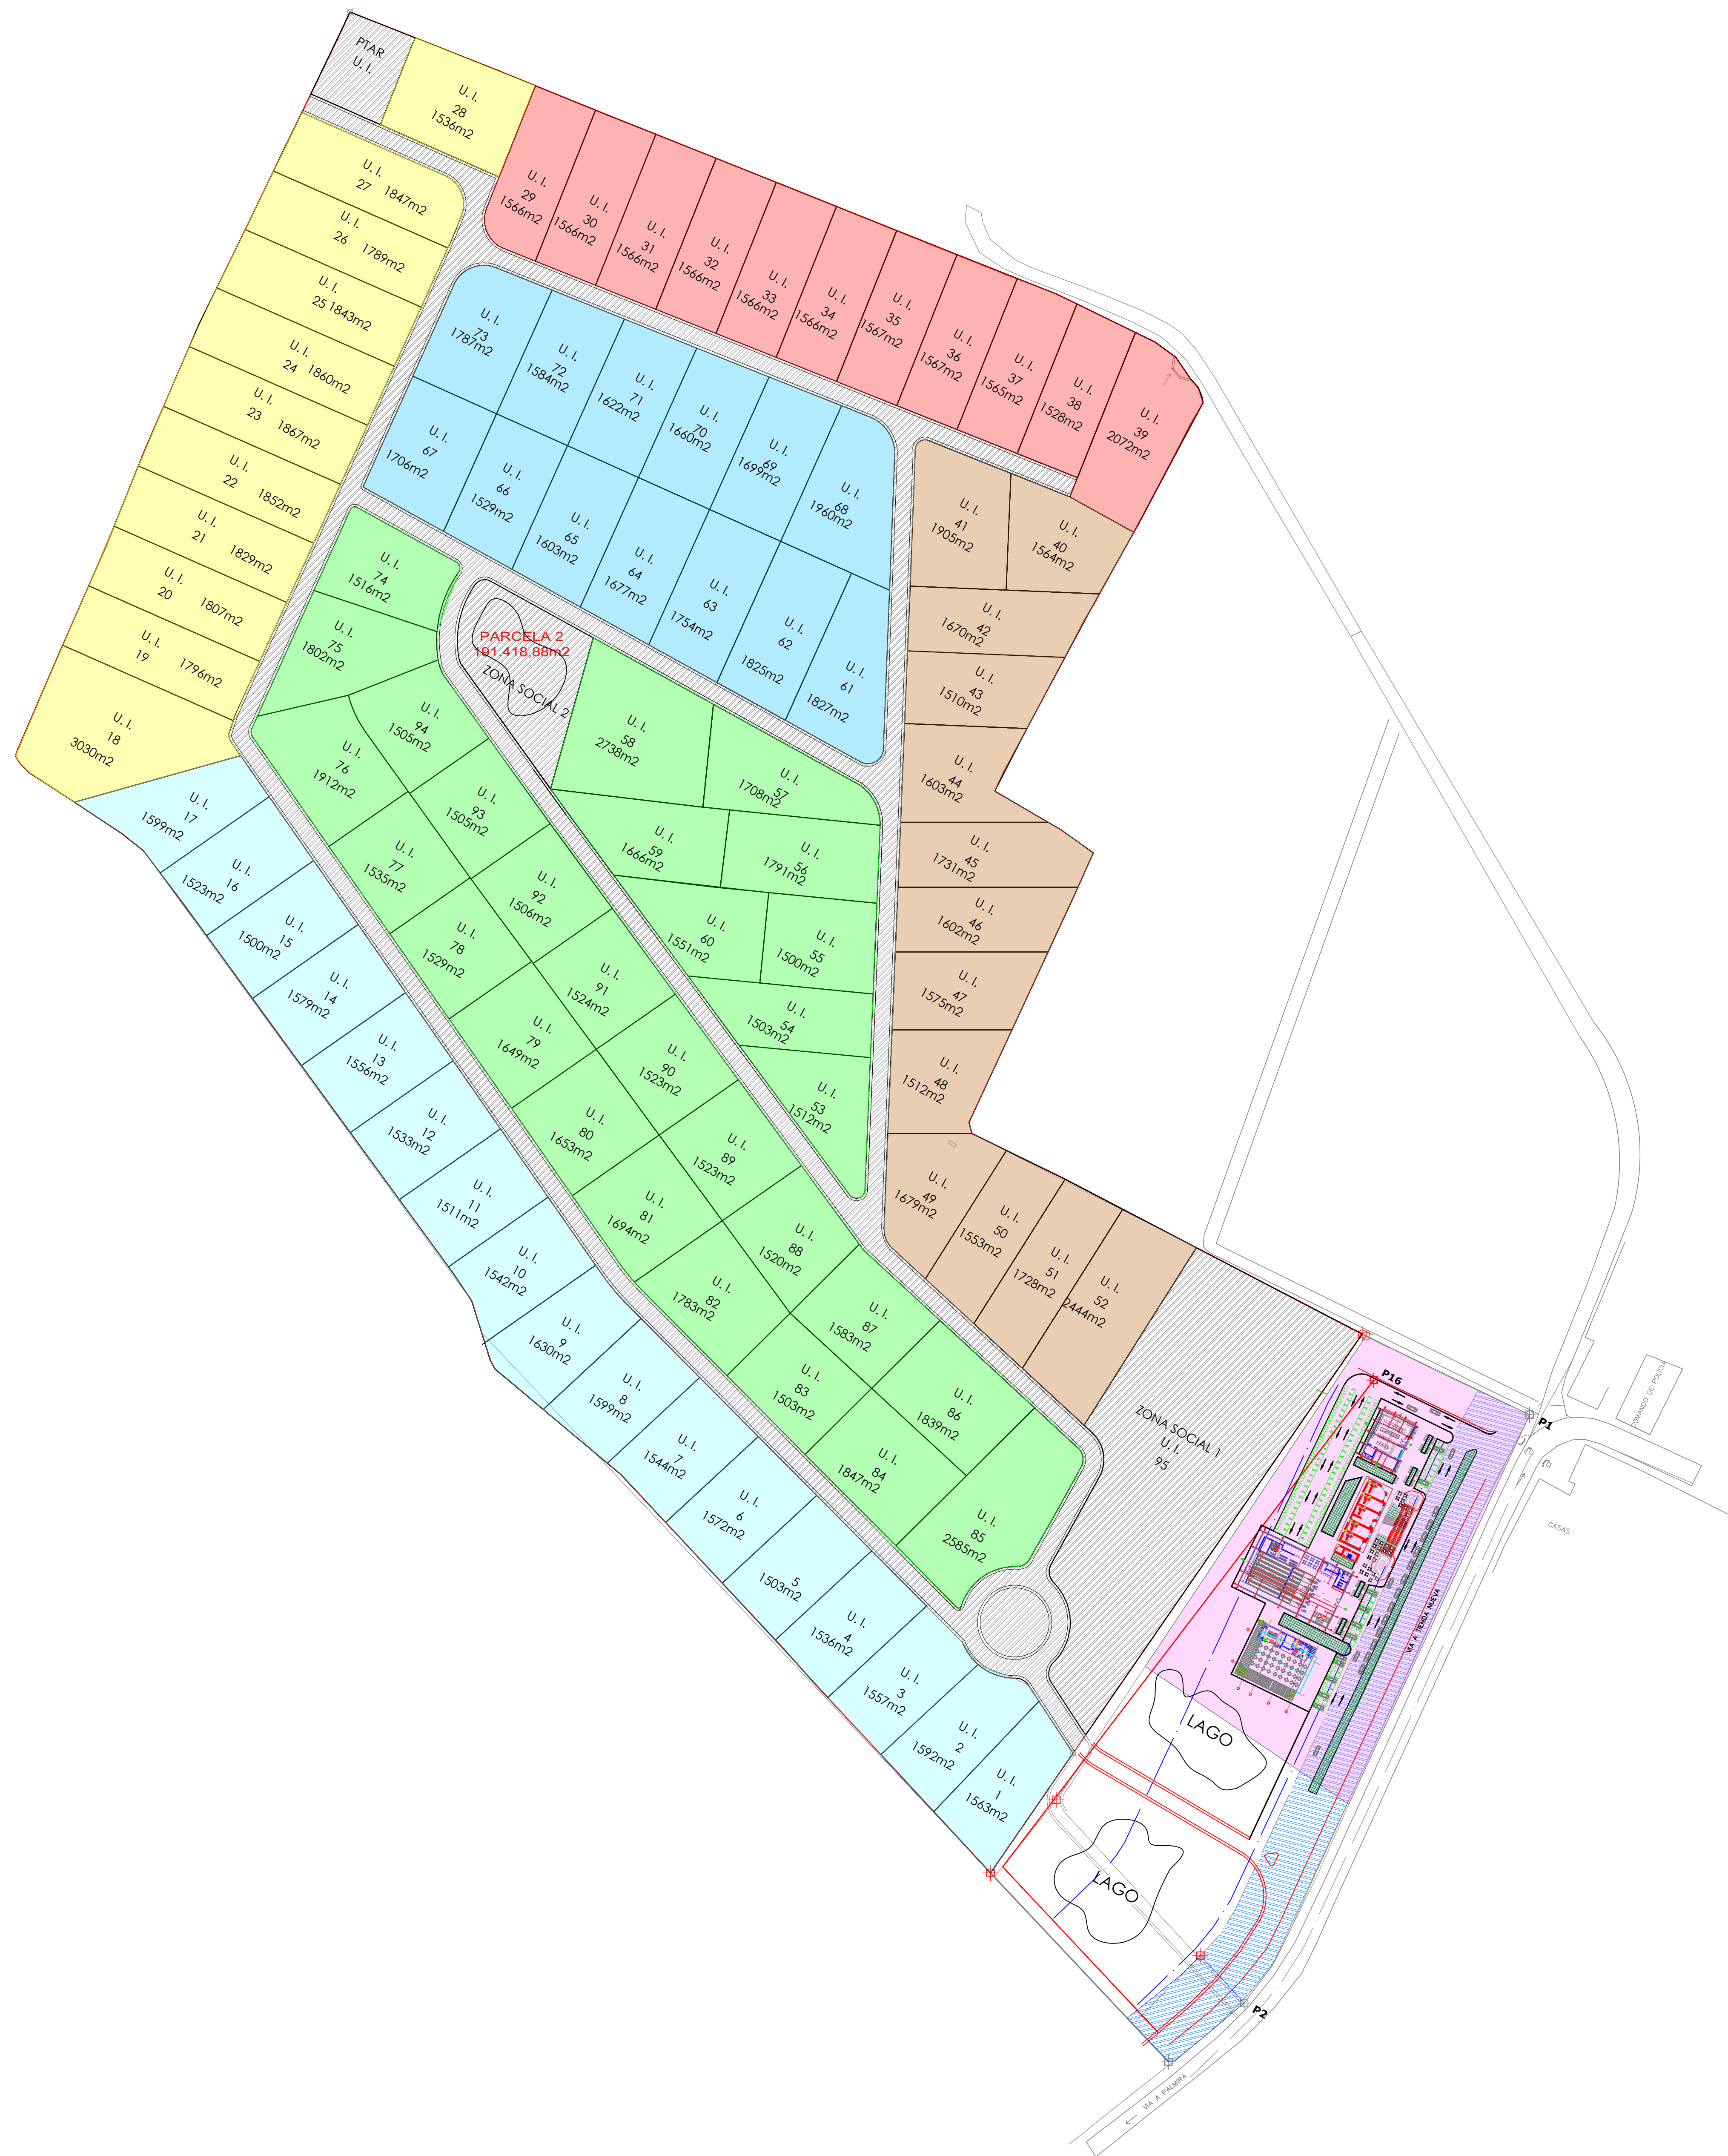 PTAR
U. I.
U. I.
28
1536m2
U. I.
27 1847m2
U. I.
26 1789m2
U. I.
25 1843m2
U. I.
24 1860m2
U. I.
23 1867m2
U. I.
22 1852m2
U. I.
21 1829m2
U. I.
20 1807m2
U. I.
19 1796m2
U. I.
18
3030m2
U. I.
29
1566m2
U. I.
30
1566m2
U. I.
31
1566m2
U. I.
32
1566m2
U. I.
33
1566m2
U. I.
34
1566m2
U. I.
35
1567m2
U. I.
36
1567m2
U. I.
37
1565m2
U. I.
38
1528m2
U. I.
39
2072m2
U. I.
73
1787m2
U. I.
72
1584m2
U. I.
71
1622m2
U. I.
70
1660m2
U. I.
69
1699m2
U. I.
68
1960m2
U. I.
67
1706m2
U. I.
66
1529m2
U. I.
65
1603m2
U. I.
64
1677m2
U. I.
63
1754m2
U. I.
62
1825m2
U. I.
61
1827m2
U. I.
41
1905m2
U. I.
40
1564m2
U. I.
42
1670m2
U. I.
43
1510m2
U. I.
44
1603m2
U. I.
45
1731m2
U. I.
46
1602m2
U. I.
47
1575m2
U. I.
48
1512m2
U. I.
49
1679m2
U. I.
50
1553m2
U. I.
51
1728m2
U. I.
52
2444m2
U. I.
74
1516m2
U. I.
75
1802m2
PARCELA 2
191.418,88m2
ZONA SOCIAL 2
U. I.
58
2738m2
U. I.
57
1708m2
U. I.
59
1666m2
U. I.
56
1791m2
U. I.
60
1551m2
U. I.
55
1500m2
U. I.
54
1503m2
U. I.
53
1512m2
U. I.
94
1505m2
U. I.
76
1912m2
U. I.
93
1505m2
U. I.
77
1535m2
U. I.
92
1506m2
U. I.
78
1529m2
U. I.
91
1524m2
U. I.
79
1649m2
U. I.
90
1523m2
U. I.
80
1653m2
U. I.
89
1523m2
U. I.
81
1694m2
U. I.
88
1520m2
U. I.
82
1783m2
U. I.
87
1583m2
U. I.
83
1503m2
U. I.
86
1839m2
U. I.
84
1847m2
U. I.
85
2585m2
U. I.
17
1599m2
U. I.
16
1523m2
U. I.
15
1500m2
U. I.
14
1579m2
U. I.
13
1556m2
U. I.
12
1533m2
U. I.
11
1511m2
U. I.
10
1542m2
U. I.
9
1630m2
U. I.
8
1599m2
U. I.
7
1544m2
U. I.
6
1572m2
5
1503m2
U. I.
4
1536m2
U. I.
3
1557m2
U. I.
2
1592m2
U. I.
1
1563m2
ZONA SOCIAL 1
U. I.
95
P16
P1
COMANDO DE POLICIA
CASAS
VIA A TIENDA NUEVA
LAGO
LAGO
P2
VIA A PALMIRA